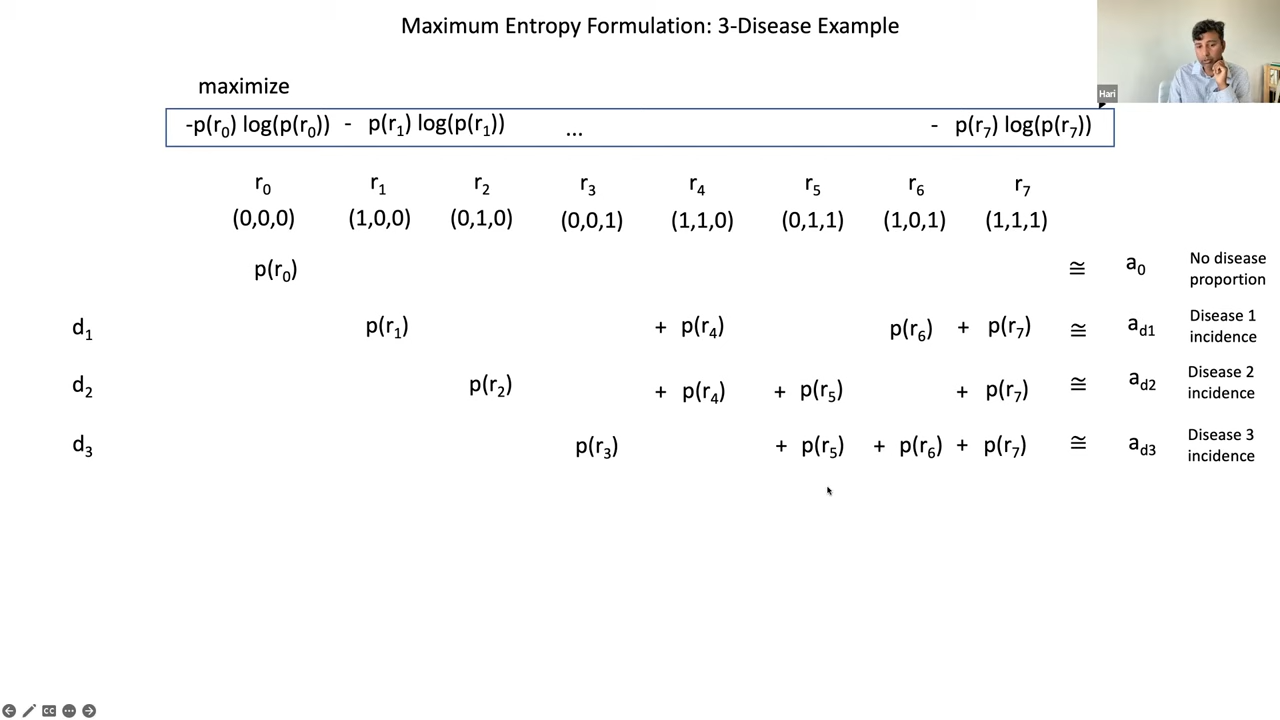 Maximum Entropy Formulation: 3-Disease Example
Hari
maximize
-p(r₀) log(p(r₀)) - p(r₁) log(p(r₁)) ... - p(r₇) log(p(r₇))
r₀ r₁ r₂ r₃ r₄ r₅ r₆ r₇
(0,0,0) (1,0,0) (0,1,0) (0,0,1) (1,1,0) (0,1,1) (1,0,1) (1,1,1)
p(r₀) ≅ a₀ No disease
proportion
d₁ p(r₁) + p(r₄) p(r₆) + p(r₇) ≅ a_d1 Disease 1
incidence
d₂ p(r₂) + p(r₄) + p(r₅) + p(r₇) ≅ a_d2 Disease 2
incidence
d₃ p(r₃) + p(r₅) + p(r₆) + p(r₇) ≅ a_d3 Disease 3
incidence
CC